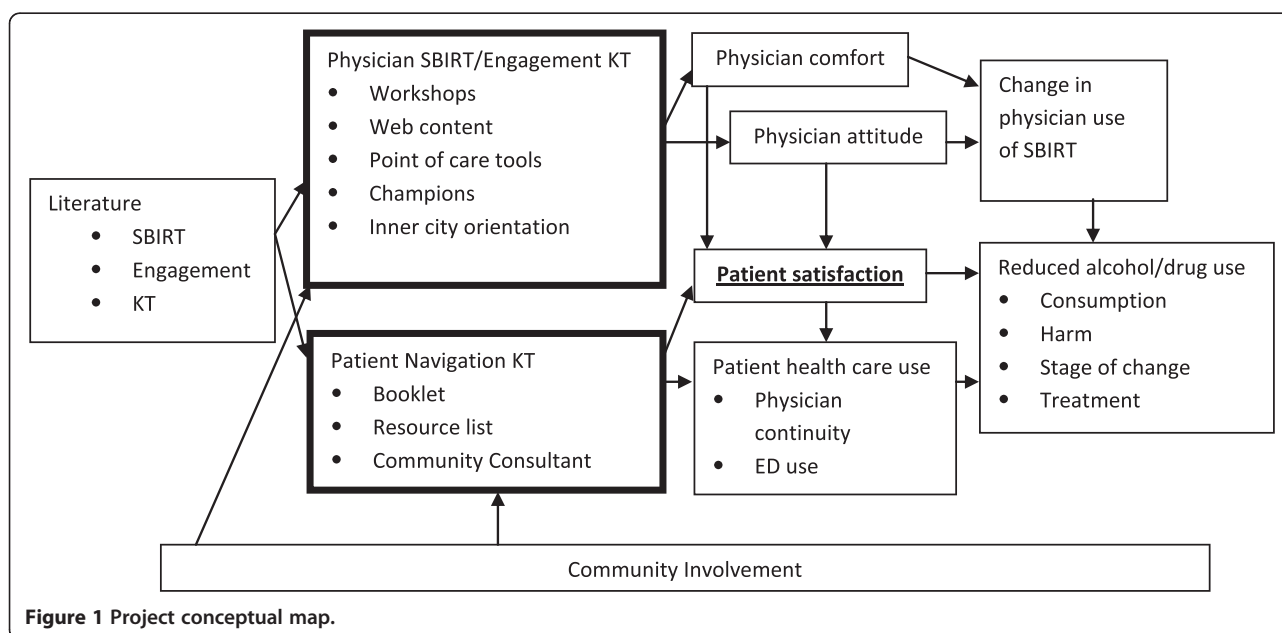 Literature
• SBIRT
• Engagement
• KT
Physician SBIRT/Engagement KT
• Workshops
• Web content
• Point of care tools
• Champions
• Inner city orientation
Patient Navigation KT
• Booklet
• Resource list
• Community Consultant
Physician comfort
Physician attitude
Patient satisfaction
Patient health care use
• Physician
continuity
• ED use
Change in
physician use
of SBIRT
Reduced alcohol/drug use
• Consumption
• Harm
• Stage of change
• Treatment
Community Involvement
Figure 1 Project conceptual map.